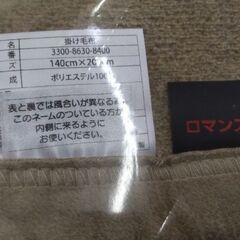 名 掛け毛布
番 3300-8630-8400
ズ 140cm×20 cm
成 ポリエステル100
表と裏では風合いが異なる為
このネームのついている方が
内側に来るように
お使いください。
ロマンス